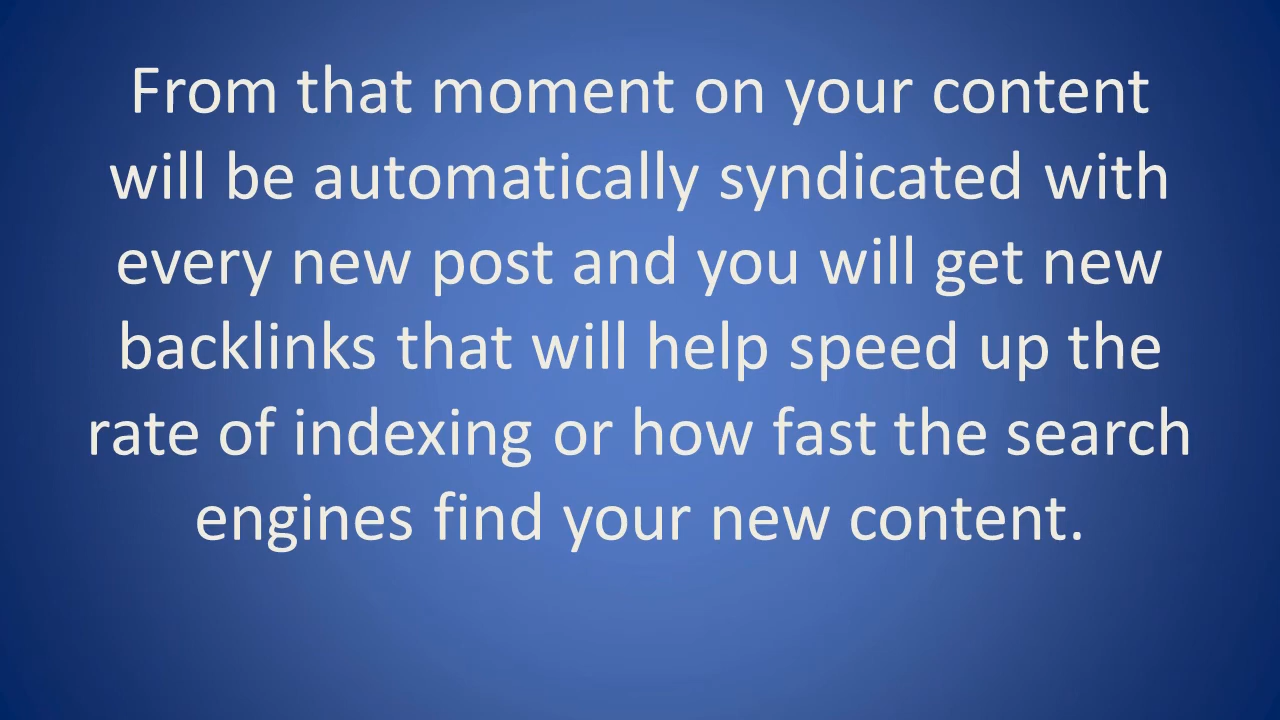 From that moment on your content
will be automatically syndicated with
every new post and you will get new
backlinks that will help speed up the
rate of indexing or how fast the search
engines find your new content.